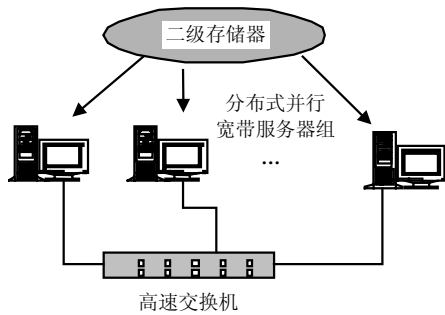 二级存储器
分布式并行
宽带服务器组
...
高速交换机